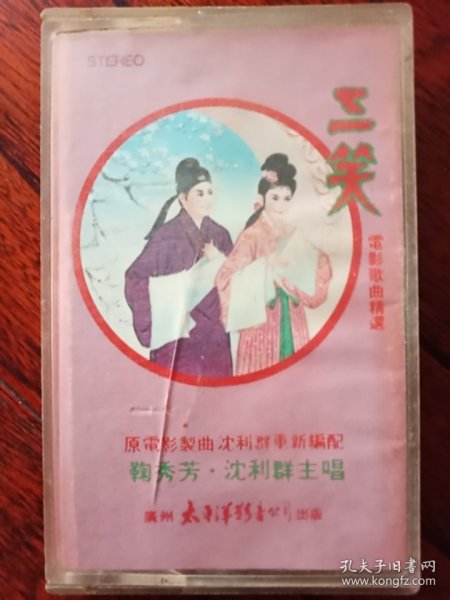 STEREO
三笑
電影歌曲精選
原電影製曲沈利群重新編配
鞠秀芳·沈利群主唱
廣州 太平洋影音公司 出版
孔夫子旧书网
www.kongfz.com